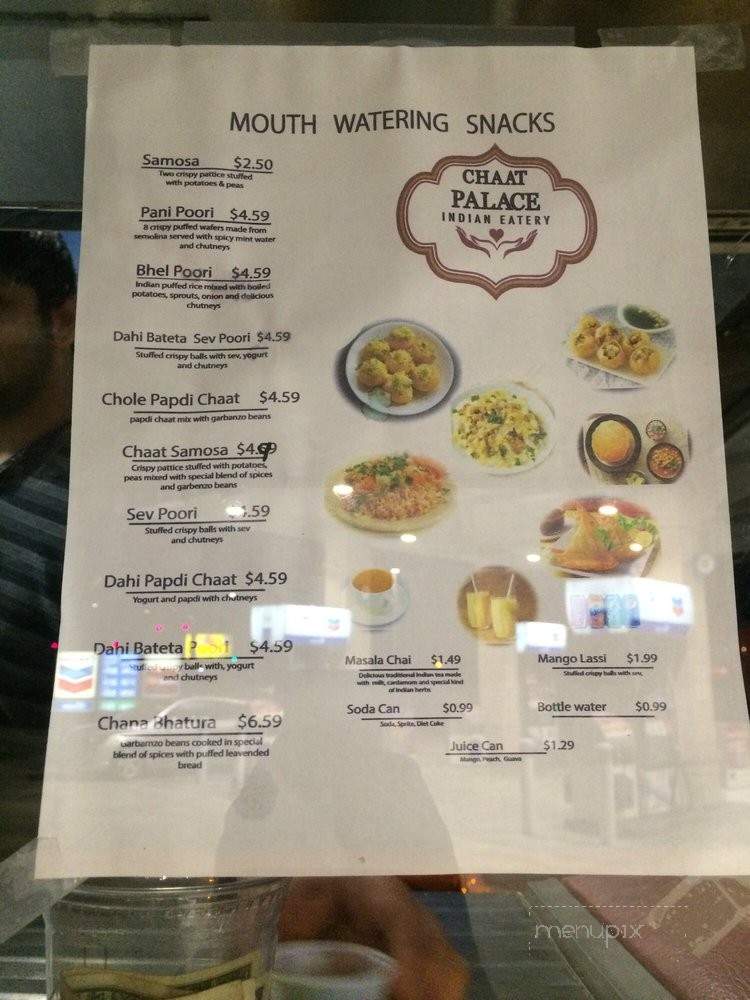 MOUTH WATERING SNACKS
CHAAT
PALACE
INDIAN EATERY
Samosa $2.50
Two crispy pattice stuffed
with potatoes & peas
Pani Poori $4.59
8 crispy puffed wafers made from
semolina served with spicy mint water
and chutneys
Bhel Poori $4.59
Indian puffed rice mixed with boiled
potatoes, sprouts, onion and delicious
chutneys
Dahi Bateta Sev Poori $4.59
Stuffed crispy balls with sev, yogurt
and chutneys
Chole Papdi Chaat $4.59
papdi chaat mix with garbanzo beans
Chaat Samosa
Crispy pattice stuffed with potatoes,
peas mixed with special blend of spices
and garbenzo beans
Sev Poori $4.59
Stuffed crispy balls with sev
and chutneys
Dahi Papdi Chaat $4.59
Yogurt and papdi with chutneys
Dahi Bateta Poori $4.59
Stuffed crispy balls with, yogurt
and chutneys
Chana Bhatura $6.59
Garbarnzo beans cooked in special
blend of spices with puffed leavended
bread
Masala Chai $1.49
Delicious traditional Indian tea made
with milk, cardamom and special kind
of Indian herbs
Mango Lassi $1.99
Stuffed crispy balls with sev,
Soda Can $0.99
Soda, Sprite, Diet Coke
Bottle water $0.99
Juice Can $1.29
Mango, Peach, Guava
menupix